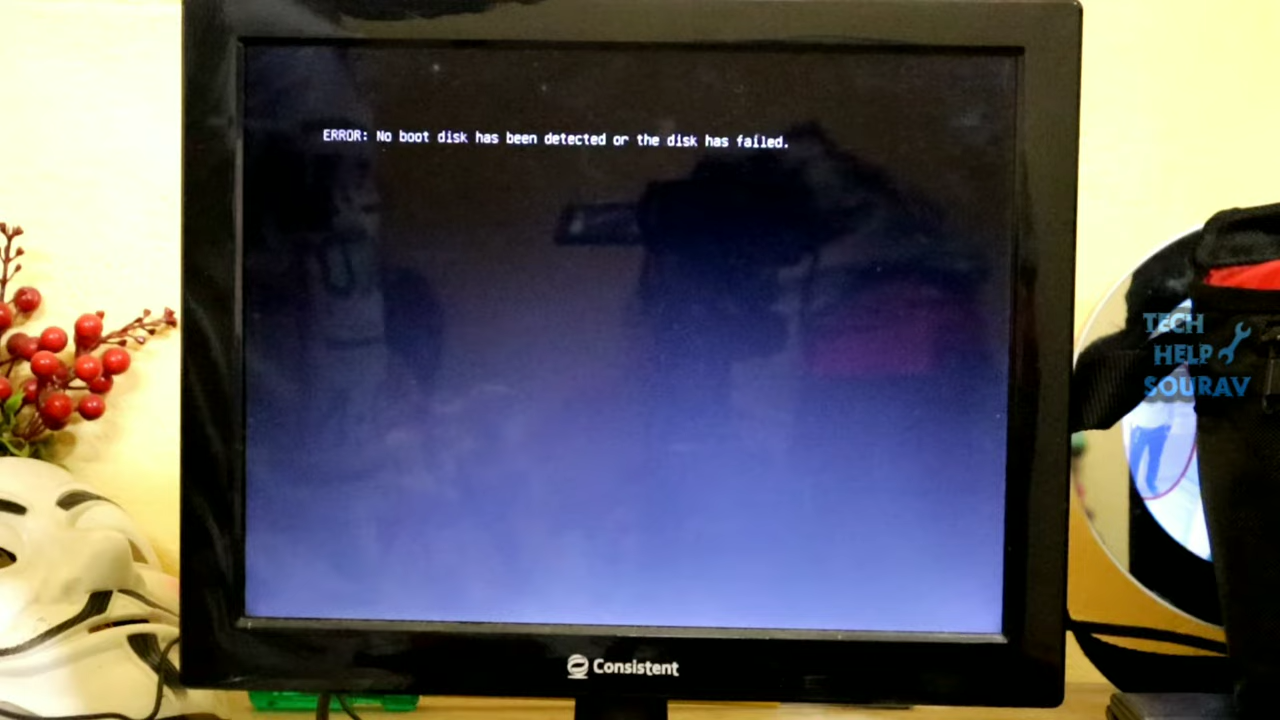 ERROR: No boot disk has been detected or the disk has failed.
TECH
HELP
SOURAV
Consistent